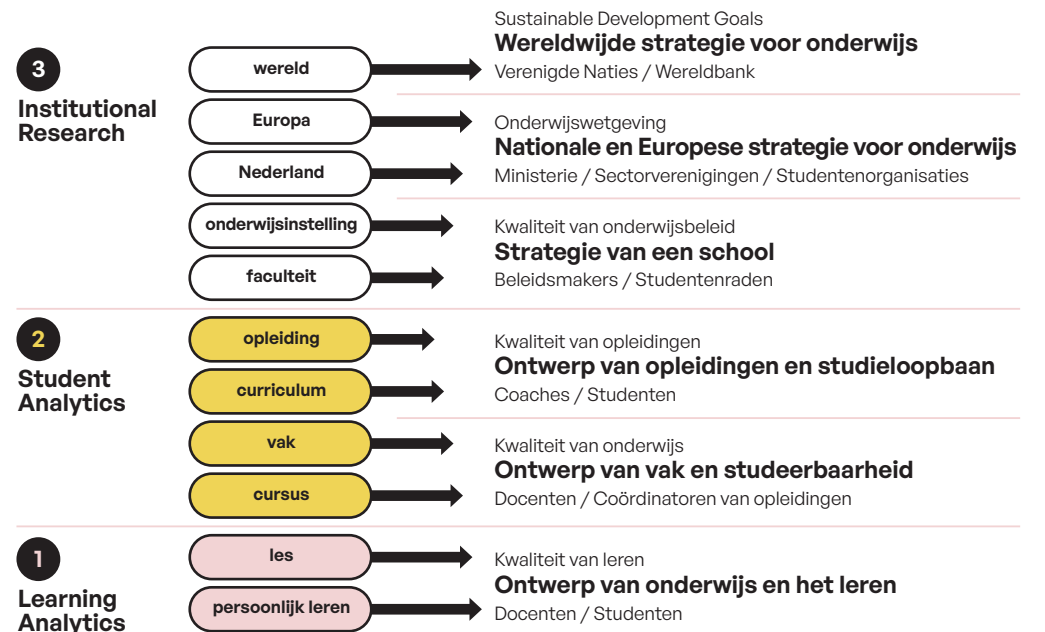 3
Institutional
Research
wereld
Sustainable Development Goals
Wereldwijde strategie voor onderwijs
Verenigde Naties / Wereldbank
Europa
Nederland
Onderwijswetgeving
Nationale en Europese strategie voor onderwijs
Ministerie / Sectorverenigingen / Studentenorganisaties
onderwijsinstelling
faculteit
Kwaliteit van onderwijsbeleid
Strategie van een school
Beleidsmakers / Studentenraden
2
Student
Analytics
opleiding
curriculum
Kwaliteit van opleidingen
Ontwerp van opleidingen en studieloopbaan
Coaches / Studenten
vak
cursus
Kwaliteit van onderwijs
Ontwerp van vak en studeerbaarheid
Docenten / Coördinatoren van opleidingen
1
Learning
Analytics
les
persoonlijk leren
Kwaliteit van leren
Ontwerp van onderwijs en het leren
Docenten / Studenten